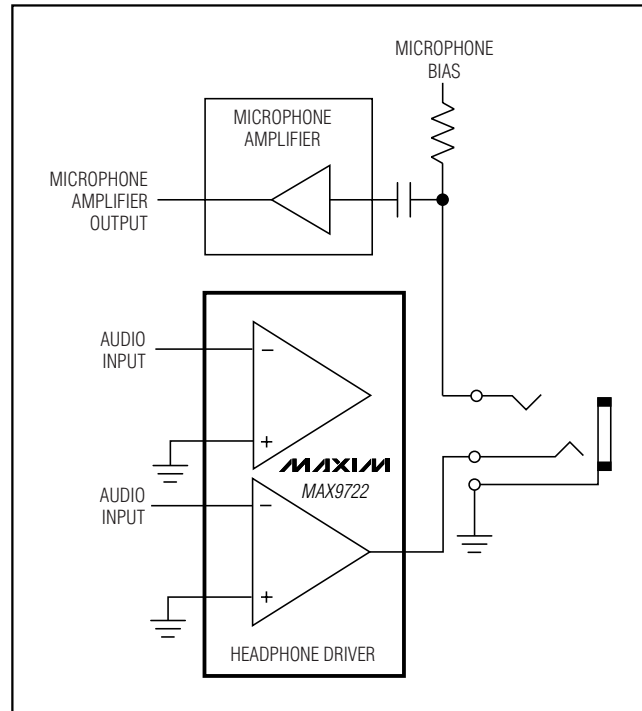 MICROPHONE
BIAS
MICROPHONE
AMPLIFIER
MICROPHONE
AMPLIFIER
OUTPUT
AUDIO
INPUT
−
+
MAXIM
MAX9722
AUDIO
INPUT
−
+
HEADPHONE DRIVER